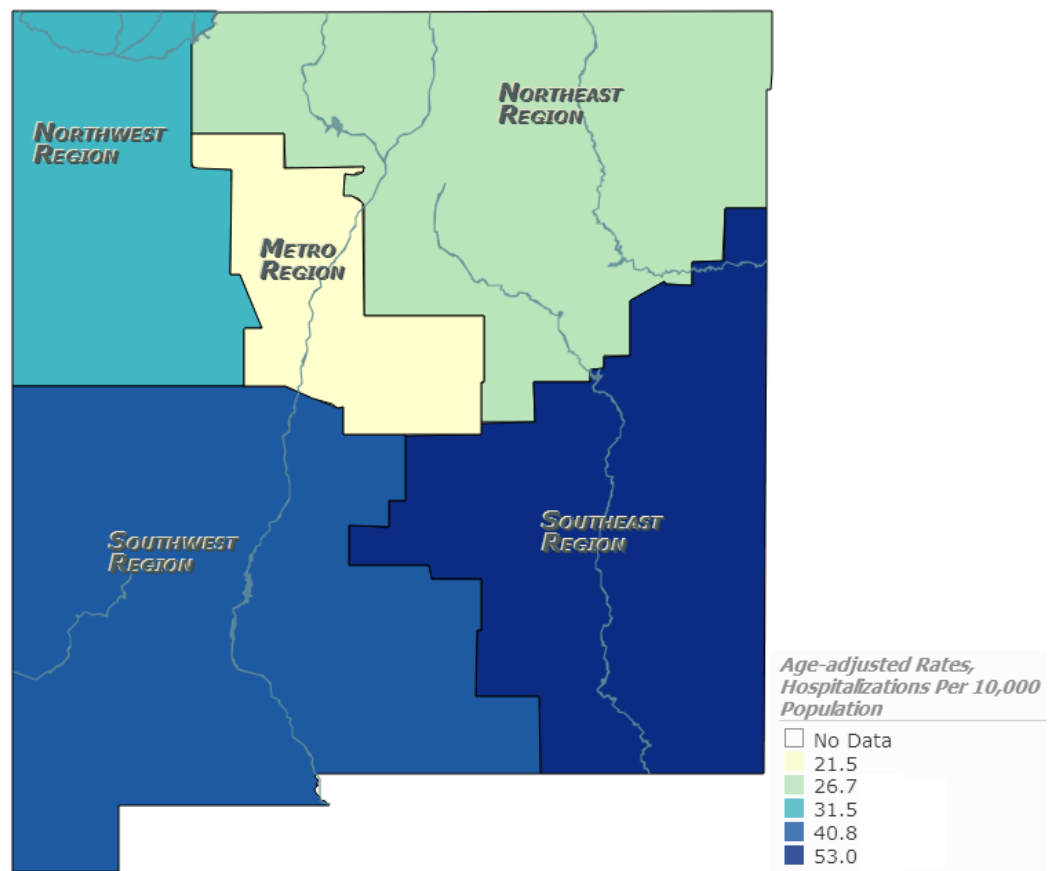 Northeast
Region
Northwest
Region
Metro
Region
Southwest
Region
Southeast
Region
Age-adjusted Rates,
Hospitalizations Per 10,000
Population
No Data
21.5
26.7
31.5
40.8
53.0